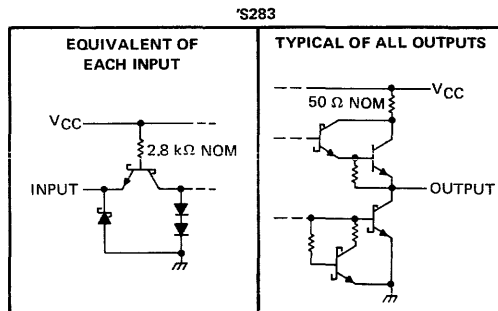 'S283
EQUIVALENT OF
EACH INPUT
VCC
2.8 kΩ NOM
INPUT
TYPICAL OF ALL OUTPUTS
VCC
50 Ω NOM
OUTPUT